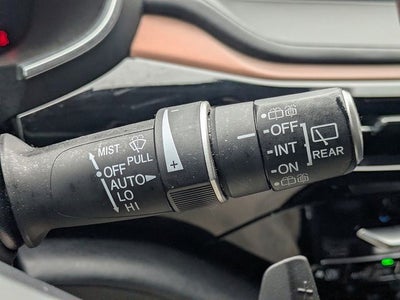 MIST
PULL
OFF
AUTO
LO
HI
+
OFF
INT
ON
REAR